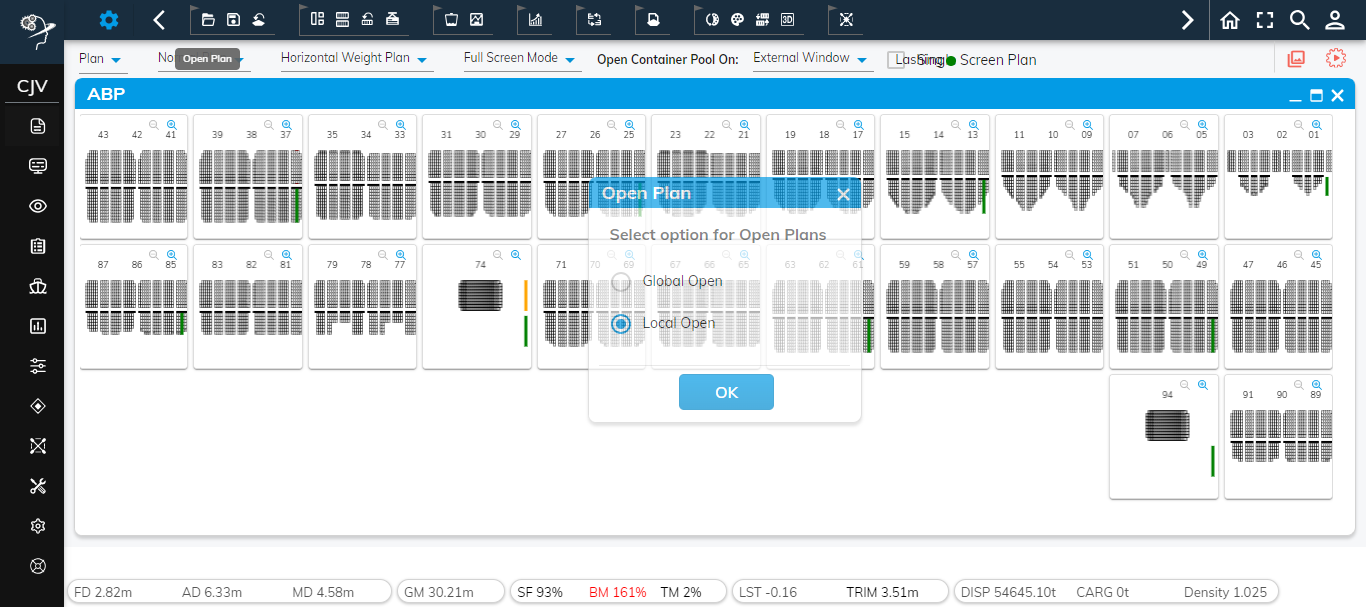 3D
Plan
No
Open Plan
Horizontal Weight Plan
Full Screen Mode
Open Container Pool On:
External Window
Lashing
Single Screen Plan
CJV
ABP
43 42 41
39 38 37
35 34 33
31 30 29
27 26 25
23 22 21
19 18 17
15 14 13
11 10 09
07 06 05
03 02 01
Open Plan
Select option for Open Plans
87 86 85
83 82 81
79 78 77
74
71 70 69
67 66 65
63 62 61
59 58 57
55 54 53
51 50 49
47 46 45
Global Open
Local Open
OK
94
91 90 89
FD 2.82m AD 6.33m MD 4.58m
GM 30.21m
SF 93% BM 161% TM 2%
LST -0.16 TRIM 3.51m
DISP 54645.10t CARG 0t Density 1.025